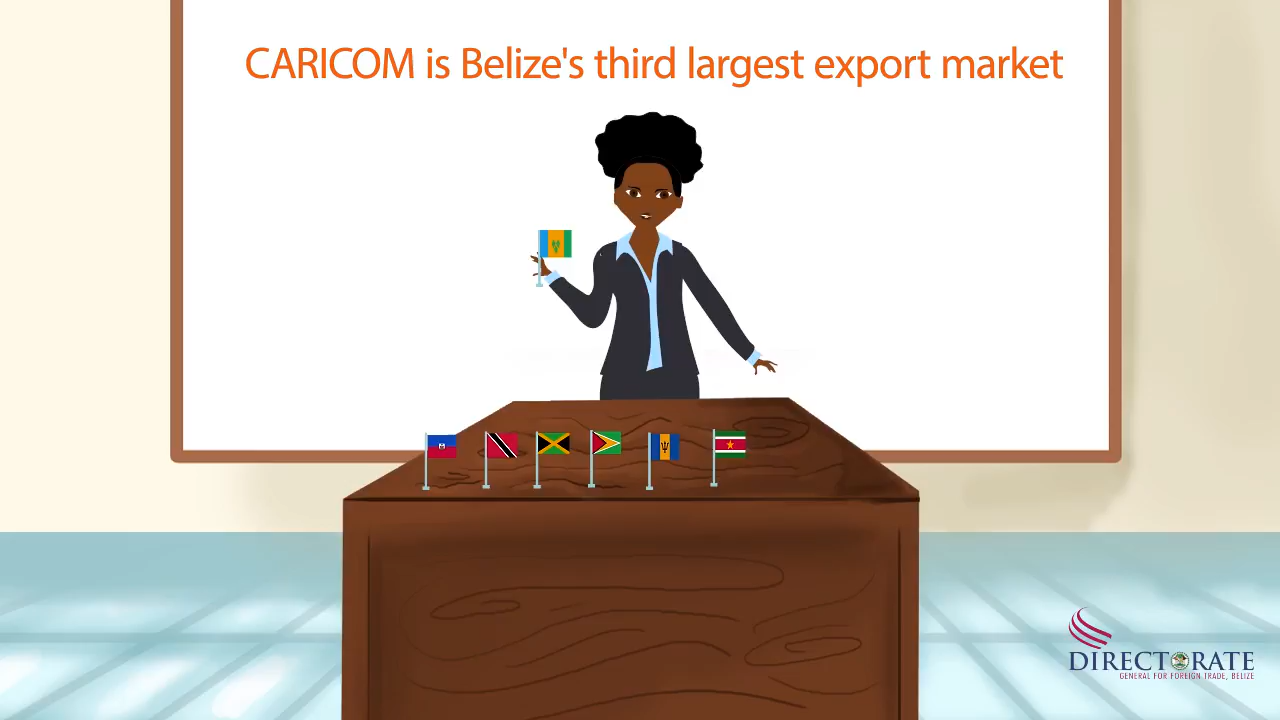 CARICOM is Belize's third largest export market
DIRECTORATE
GENERAL FOR FOREIGN TRADE, BELIZE